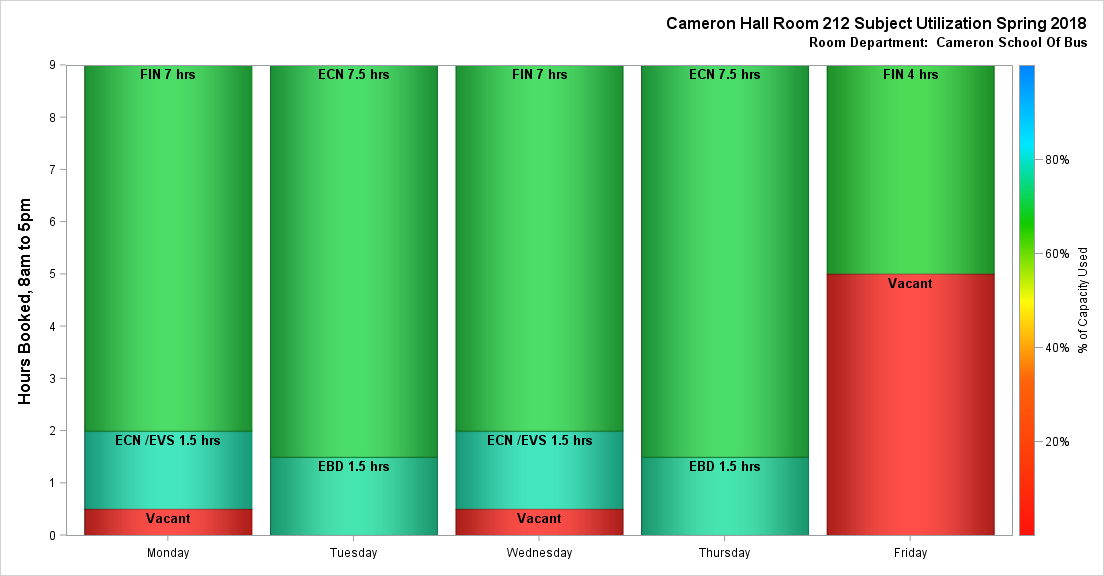 Cameron Hall Room 212 Subject Utilization Spring 2018
Room Department:  Cameron School Of Bus
Hours Booked, 8am to 5pm
9
8
7
6
5
4
3
2
1
0
FIN 7 hrs
ECN /EVS 1.5 hrs
Vacant
ECN 7.5 hrs
EBD 1.5 hrs
FIN 7 hrs
ECN /EVS 1.5 hrs
Vacant
ECN 7.5 hrs
EBD 1.5 hrs
FIN 4 hrs
Vacant
Monday
Tuesday
Wednesday
Thursday
Friday
80%
60%
40%
20%
% of Capacity Used